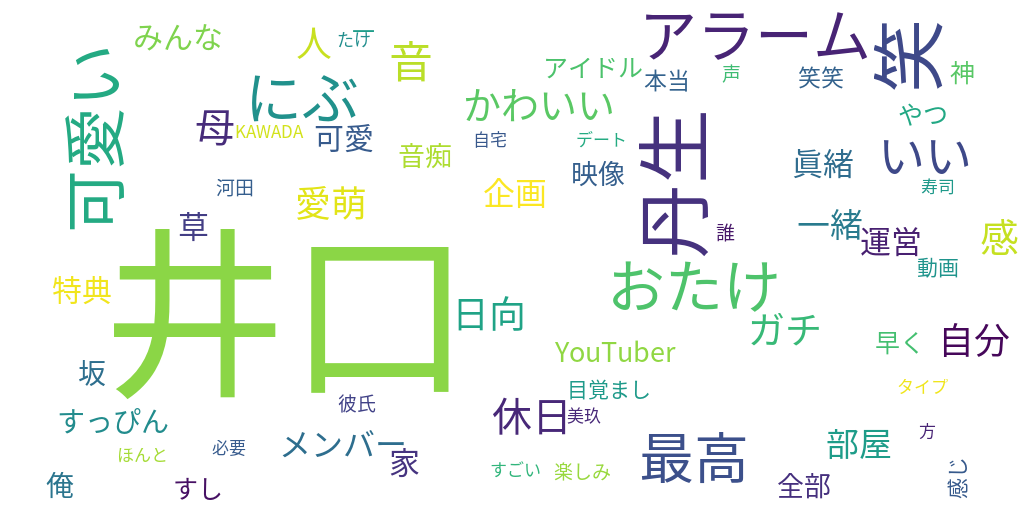 みんな
人
たけ
音
アラーム
笑
可愛い
にぶ
アイドル
本当
声
笑笑
神
母
KAWADA
可愛
かわいい
やつ
自宅
デート
丹生
いい
音痴
映像
眞緒
河田
愛萌
企画
寿司
草
誰
一緒
運営
感
井口
動画
おたけ
特典
日向
ガチ
自分
YouTuber
早く
坂
目覚まし
タイプ
彼氏
休日
美玖
すっぴん
必要
メンバー
最高
部屋
方
ほんと
家
すごい
楽しみ
俺
すし
全部
感じ